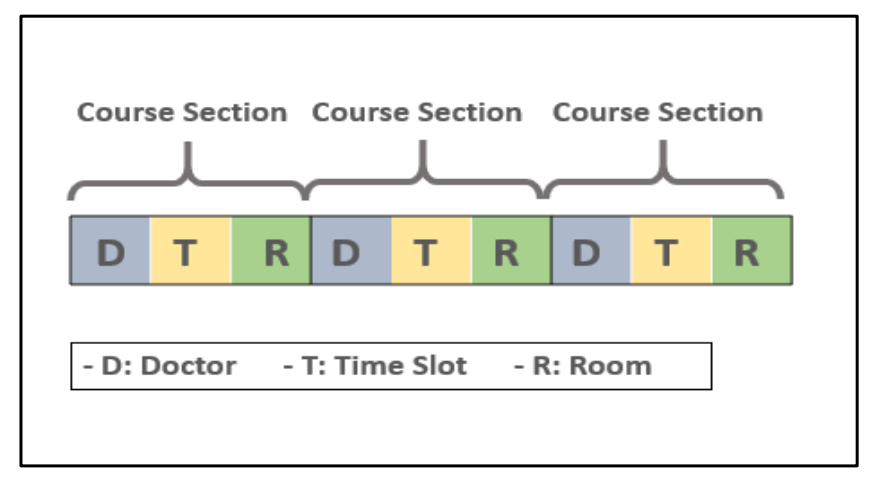 Course Section Course Section Course Section
D T R D T R D T R
- D: Doctor - T: Time Slot - R: Room